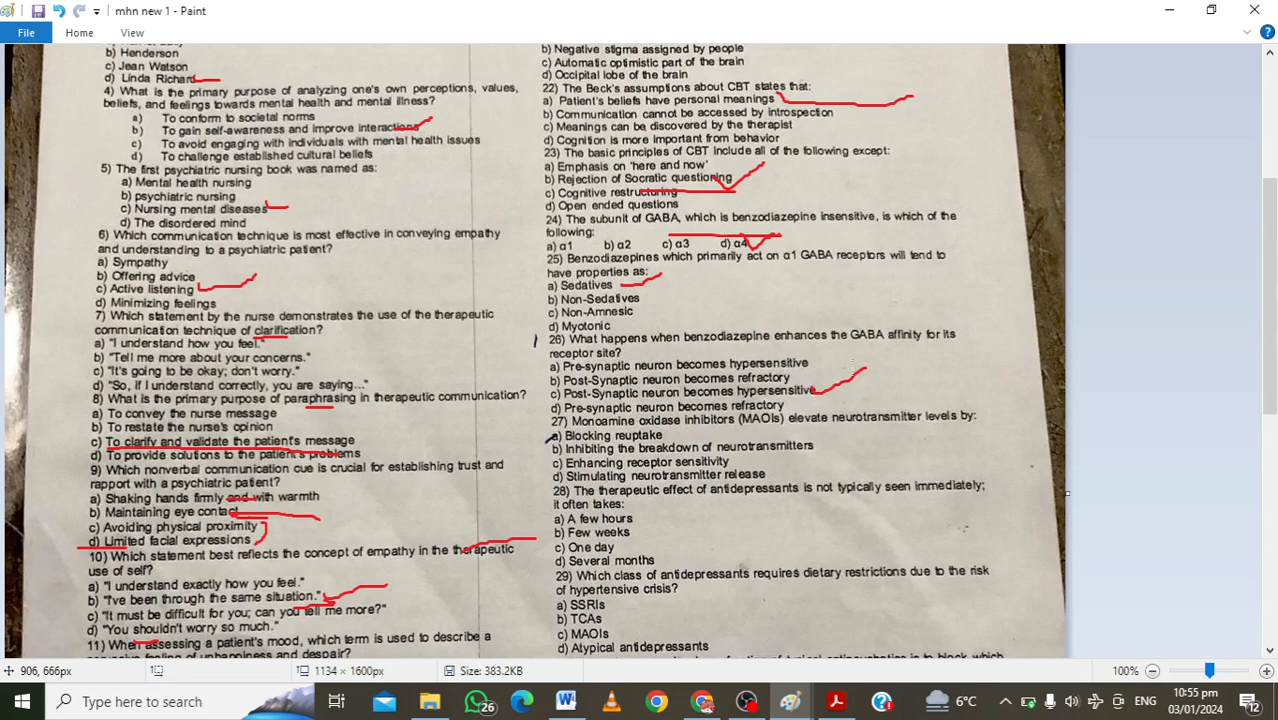 mhn new 1 - Paint
File
Home
View
b) Henderson
c) Jean Watson
d) Linda Richard
4) What is the primary purpose of analyzing one's own perceptions, values,
beliefs, and feelings towards mental health and mental illness?
a) To conform to societal norms
b) To gain self-awareness and improve interactions
c) To avoid engaging with individuals with mental health issues
d) To challenge established cultural beliefs
5) The first psychiatric nursing book was named as:
a) Mental health nursing
b) psychiatric nursing
c) Nursing mental diseases
d) The disordered mind
6) Which communication technique is most effective in conveying empathy
and understanding to a psychiatric patient?
a) Sympathy
b) Offering advice
c) Active listening
d) Minimizing feelings
7) Which statement by the nurse demonstrates the use of the therapeutic
communication technique of clarification?
a) "I understand how you feel."
b) "Tell me more about your concerns."
c) "It's going to be okay; don't worry."
d) "So, if I understand correctly, you are saying..."
8) What is the primary purpose of paraphrasing in therapeutic communication?
a) To convey the nurse message
b) To restate the nurse's opinion
c) To clarify and validate the patient's message
d) To provide solutions to the patient's problems
9) Which nonverbal communication cue is crucial for establishing trust and
rapport with a psychiatric patient?
a) Shaking hands firmly and with warmth
b) Maintaining eye contact
c) Avoiding physical proximity
d) Limited facial expressions
10) Which statement best reflects the concept of empathy in the therapeutic
use of self?
a) "I understand exactly how you feel."
b) "I've been through the same situation."
c) "It must be difficult for you; can you tell me more?"
d) "You shouldn't worry so much."
11) When assessing a patient's mood, which term is used to describe a
feeling of unhappiness and despair?
b) Negative stigma assigned by people
c) Automatic optimistic part of the brain
d) Occipital lobe of the brain
22) The Beck's assumptions about CBT states that:
a) Patient's beliefs have personal meanings
b) Communication cannot be accessed by introspection
c) Meanings can be discovered by the therapist
d) Cognition is more important from behavior
23) The basic principles of CBT include all of the following except:
a) Emphasis on 'here and now'
b) Rejection of Socratic questioning
c) Cognitive restructuring
d) Open ended questions
24) The subunit of GABA, which is benzodiazepine insensitive, is which of the
following:
a) α1 b) α2 c) α3 d) α4
25) Benzodiazepines which primarily act on α1 GABA receptors will tend to
have properties as:
a) Sedatives
b) Non-Sedatives
c) Non-Amnesic
d) Myotonic
26) What happens when benzodiazepine enhances the GABA affinity for its
receptor site?
a) Pre-synaptic neuron becomes hypersensitive
b) Post-Synaptic neuron becomes refractory
c) Post-Synaptic neuron becomes hypersensitive
d) Pre-synaptic neuron becomes refractory
27) Monoamine oxidase inhibitors (MAOIs) elevate neurotransmitter levels by:
a) Blocking reuptake
b) Inhibiting the breakdown of neurotransmitters
c) Enhancing receptor sensitivity
d) Stimulating neurotransmitter release
28) The therapeutic effect of antidepressants is not typically seen immediately;
it often takes:
a) A few hours
b) Few weeks
c) One day
d) Several months
29) Which class of antidepressants requires dietary restrictions due to the risk
of hypertensive crisis?
a) SSRIs
b) TCAs
c) MAOIs
d) Atypical antidepressants
906, 666px
1134 × 1600px
Size: 383.2KB
100%
Type here to search
26
6°C
ENG
10:55 pm
03/01/2024
12